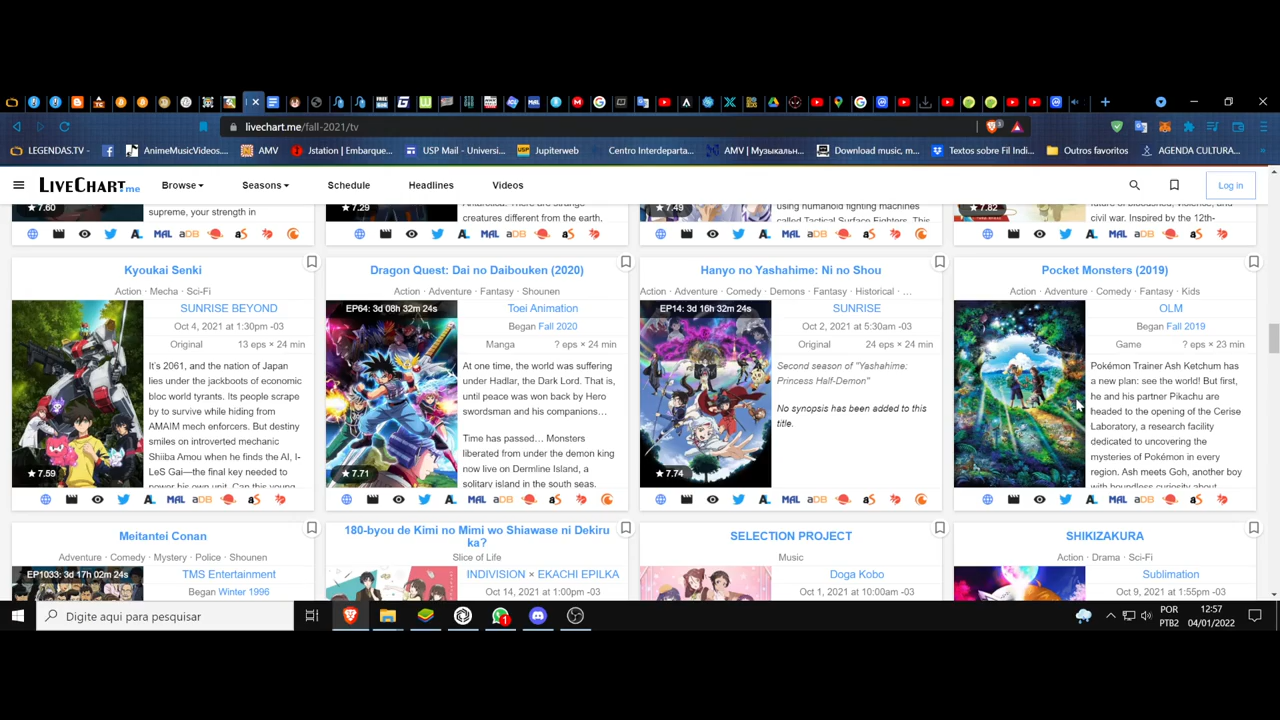 livechart.me/fall-2021/tv
LEGENDAS.TV - AnimeMusicVideos... AMV Jstation | Embarque... USP Mail - Universi... Jupiterweb Centro Interdeparta... AMV | Музыкальн... Download music, m... Textos sobre Fil Indi... Outros favoritos AGENDA CULTURA...
LIVECHART.me Browse Seasons Schedule Headlines Videos Log in
7.60 supreme, your strength in
7.29 creatures different from the earth.
7.49 using humanoid fighting machines
called Tactical Surface Fighters. This
7.82 civil war. Inspired by the 12th-
Kyoukai Senki
Action · Mecha · Sci-Fi
SUNRISE BEYOND
Oct 4, 2021 at 1:30pm -03
Original 13 eps × 24 min
It's 2061, and the nation of Japan
lies under the jackboots of economic
bloc world tyrants. Its people scrape
by to survive while hiding from
AMAIM mech enforcers. But destiny
smiles on introverted mechanic
Shiiba Amou when he finds the AI, I-
LeS Gai—the final key needed to
power his own unit. Can this young
7.59
Dragon Quest: Dai no Daibouken (2020)
Action · Adventure · Fantasy · Shounen
EP64: 3d 08h 32m 24s
Toei Animation
Began Fall 2020
Manga ? eps × 24 min
At one time, the world was suffering
under Hadlar, the Dark Lord. That is,
until peace was won back by Hero
swordsman and his companions…
Time has passed… Monsters
liberated from under the demon king
now live on Dermline Island, a
solitary island in the south seas.
7.71
Hanyo no Yashahime: Ni no Shou
Action · Adventure · Comedy · Demons · Fantasy · Historical · …
EP14: 3d 16h 32m 24s
SUNRISE
Oct 2, 2021 at 5:30am -03
Original 24 eps × 24 min
Second season of "Yashahime:
Princess Half-Demon"
No synopsis has been added to this
title.
7.74
Pocket Monsters (2019)
Action · Adventure · Comedy · Fantasy · Kids
OLM
Began Fall 2019
Game ? eps × 23 min
Pokémon Trainer Ash Ketchum has
a new plan: see the world! But first,
he and his partner Pikachu are
headed to the opening of the Cerise
Laboratory, a research facility
dedicated to uncovering the
mysteries of Pokémon in every
region. Ash meets Goh, another boy
with boundless curiosity about
Meitantei Conan
Adventure · Comedy · Mystery · Police · Shounen
EP1033: 3d 17h 02m 24s
TMS Entertainment
Began Winter 1996
180-byou de Kimi no Mimi wo Shiawase ni Dekiru
ka?
Slice of Life
INDIVISION × EKACHI EPILKA
Oct 14, 2021 at 1:00pm -03
SELECTION PROJECT
Music
Doga Kobo
Oct 1, 2021 at 10:00am -03
SHIKIZAKURA
Action · Drama · Sci-Fi
Sublimation
Oct 9, 2021 at 1:55pm -03
Digite aqui para pesquisar
POR
PTB2
12:57
04/01/2022